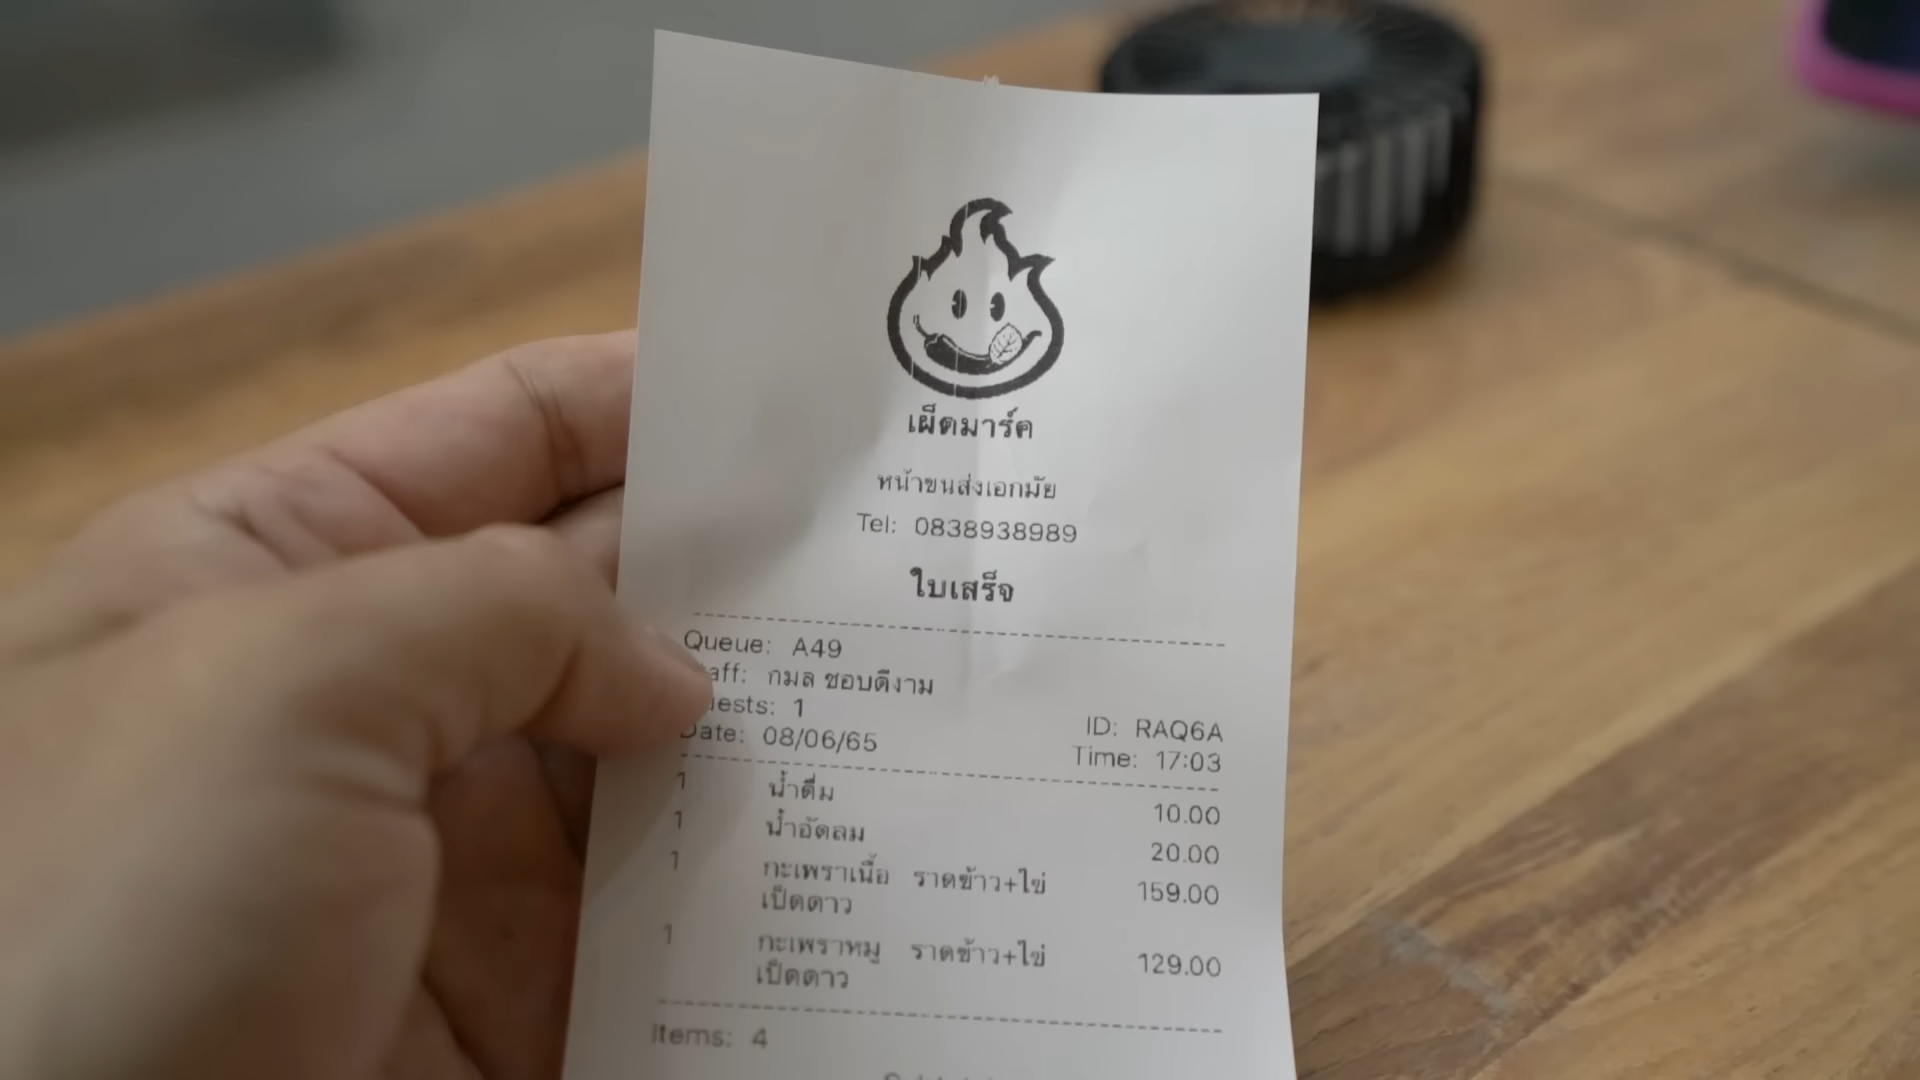 เผ็ดมาร์ค
หน้าขนส่งเอกมัย
Tel: 0838938989
ใบเสร็จ
Queue: A49
taff: กมล ชอบดีงาม
ests: 1 ID: RAQ6A
Date: 08/06/65 Time: 17:03
1 น้ำดื่ม 10.00
1 น้ำอัดลม 20.00
1 กะเพราเนื้อ ราดข้าว+ไข่ 159.00
เป็ดดาว
1 กะเพราหมู ราดข้าว+ไข่ 129.00
เป็ดดาว
Items: 4